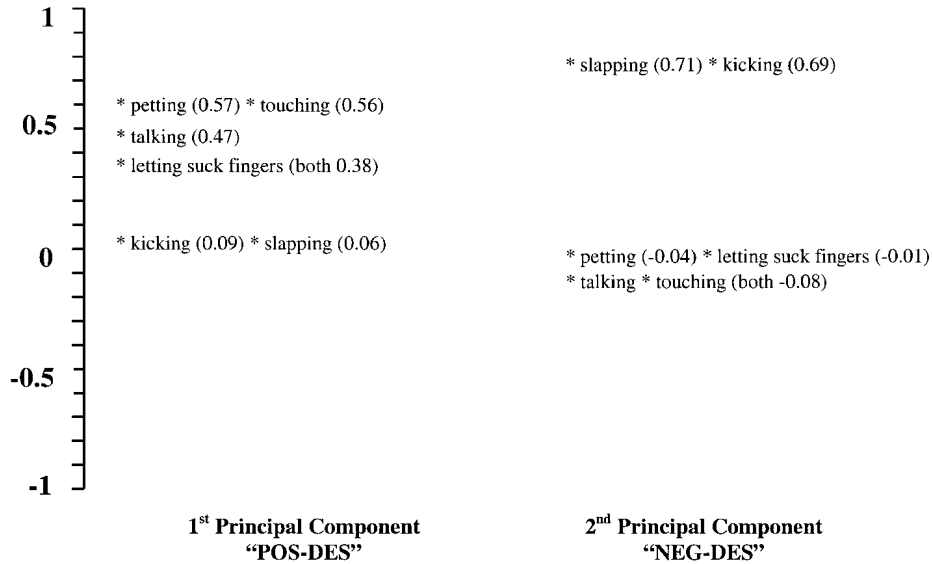 1
* slapping (0.71) * kicking (0.69)
* petting (0.57) * touching (0.56)
0.5
* talking (0.47)
* letting suck fingers (both 0.38)
* kicking (0.09) * slapping (0.06)
0
* petting (-0.04) * letting suck fingers (-0.01)
* talking * touching (both -0.08)
-0.5
-1
1st Principal Component
“POS-DES”
2nd Principal Component
“NEG-DES”